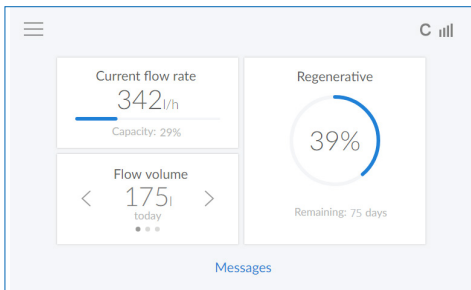 C
Current flow rate
342l/h
Capacity: 29%
Flow volume
175l
today
Regenerative
39%
Remaining: 75 days
Messages